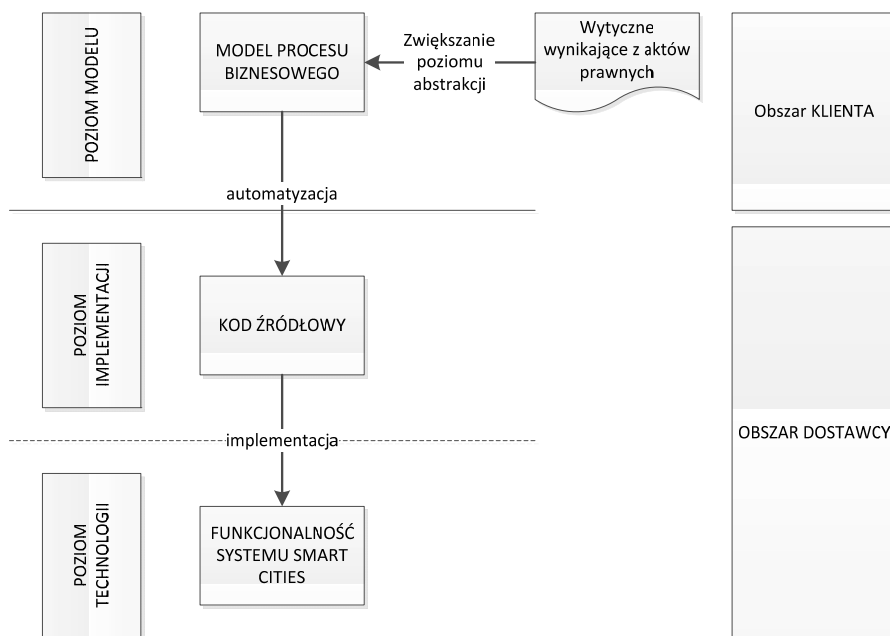 POZIOM MODELU
MODEL PROCESU
BIZNESOWEGO
Zwiększanie
poziomu
abstrakcji
Wytyczne
wynikające z aktów
prawnych
Obszar KLIENTA
automatyzacja
POZIOM
IMPLEMENTACJI
KOD ŹRÓDŁOWY
OBSZAR DOSTAWCY
implementacja
POZIOM
TECHNOLOGII
FUNKCJONALNOŚĆ
SYSTEMU SMART
CITIES